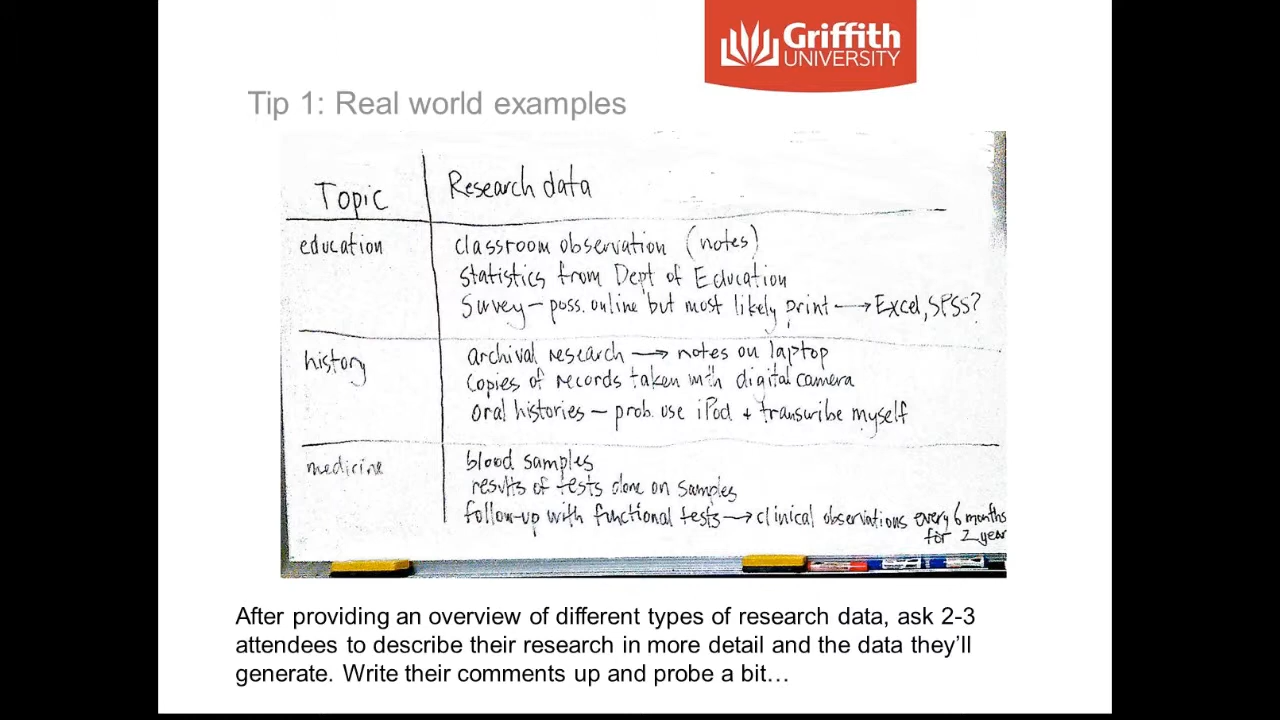 Griffith
UNIVERSITY
Tip 1: Real world examples
Topic
Research data
education
classroom observation (notes)
statistics from Dept of Education
Survey – poss. online but most likely print → Excel, SPSS?
history
archival research → notes on laptop
copies of records taken with digital camera
oral histories – prob. use iPod + transcribe myself
medicine
blood samples
results of tests done on samples
follow-up with functional tests → clinical observations every 6 months
for 2 year
After providing an overview of different types of research data, ask 2-3
attendees to describe their research in more detail and the data they’ll
generate. Write their comments up and probe a bit…